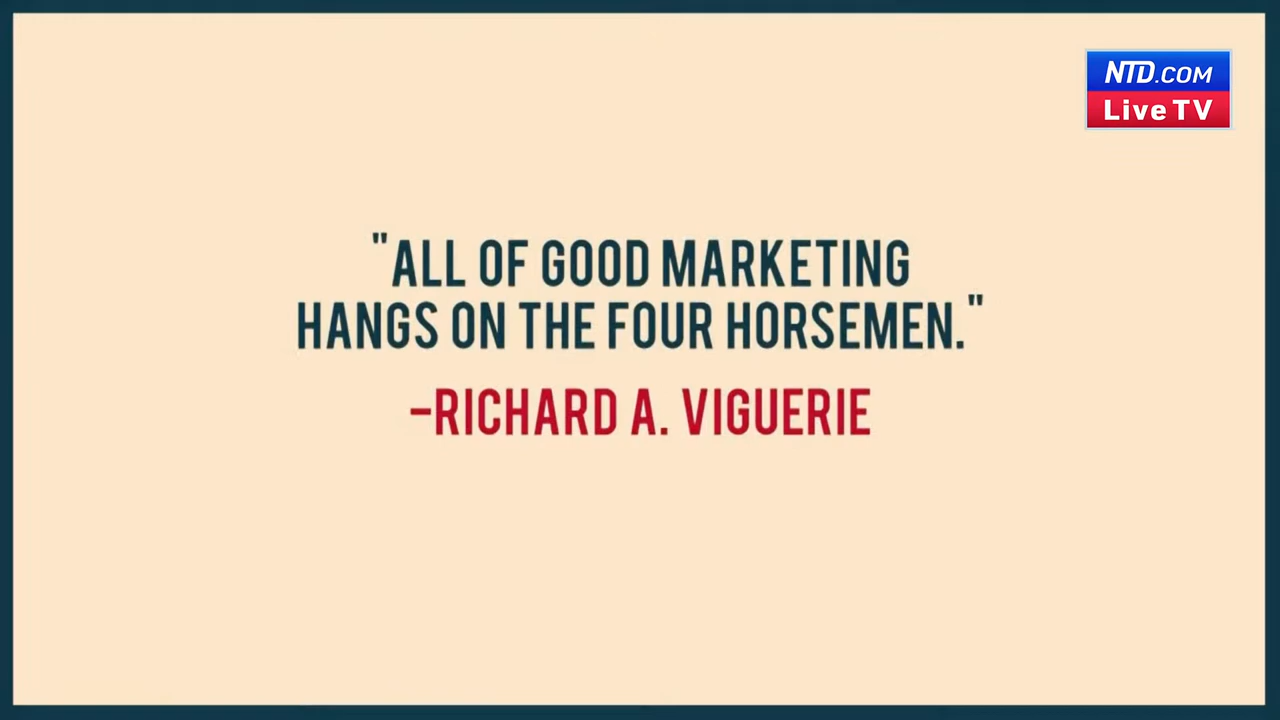 NTD.COM
Live TV
"ALL OF GOOD MARKETING
HANGS ON THE FOUR HORSEMEN."
-RICHARD A. VIGUERIE